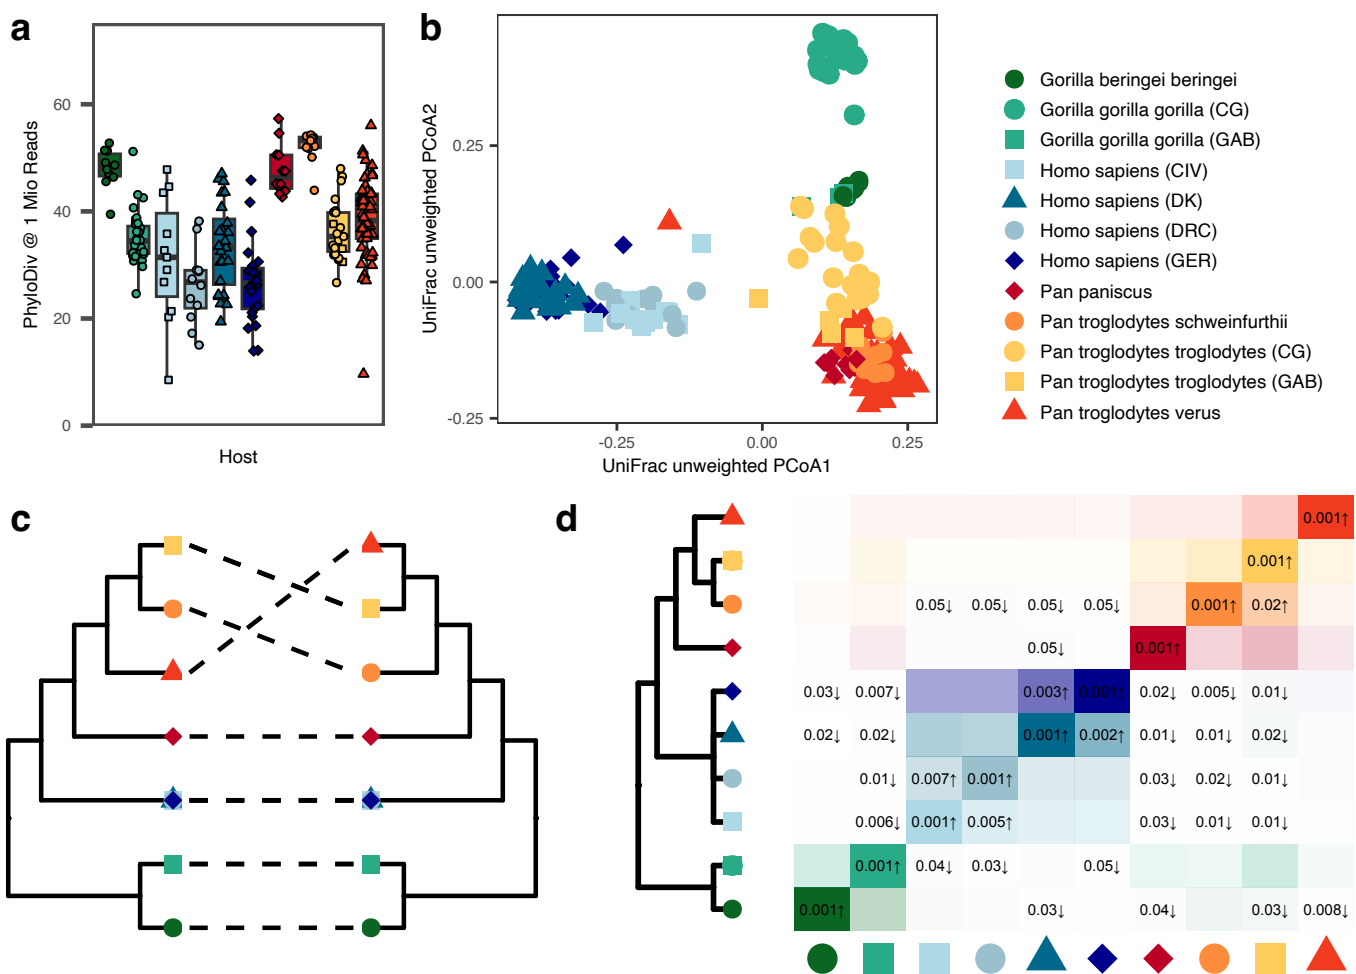 a
b
60
40
20
0
PhyloDiv @ 1 Mio Reads
Host
0.25
0.00
-0.25
UniFrac unweighted PCoA2
-0.25
0.00
0.25
UniFrac unweighted PCoA1
Gorilla beringei beringei
Gorilla gorilla gorilla (CG)
Gorilla gorilla gorilla (GAB)
Homo sapiens (CIV)
Homo sapiens (DK)
Homo sapiens (DRC)
Homo sapiens (GER)
Pan paniscus
Pan troglodytes schweinfurthii
Pan troglodytes troglodytes (CG)
Pan troglodytes troglodytes (GAB)
Pan troglodytes verus
c
d
0.001↑
0.001↑
0.05↓ 0.05↓ 0.05↓ 0.05↓ 0.001↑ 0.02↑
0.05↓ 0.001↑
0.03↓ 0.007↓ 0.003↑ 0.001↑ 0.02↓ 0.005↓ 0.01↓
0.02↓ 0.02↓ 0.001↑ 0.002↑ 0.01↓ 0.01↓ 0.02↓
0.01↓ 0.007↑ 0.001↑ 0.03↓ 0.02↓ 0.01↓
0.006↓ 0.001↑ 0.005↑ 0.03↓ 0.01↓ 0.01↓
0.001↑ 0.04↓ 0.03↓ 0.05↓
0.001↑ 0.03↓ 0.04↓ 0.03↓ 0.008↓